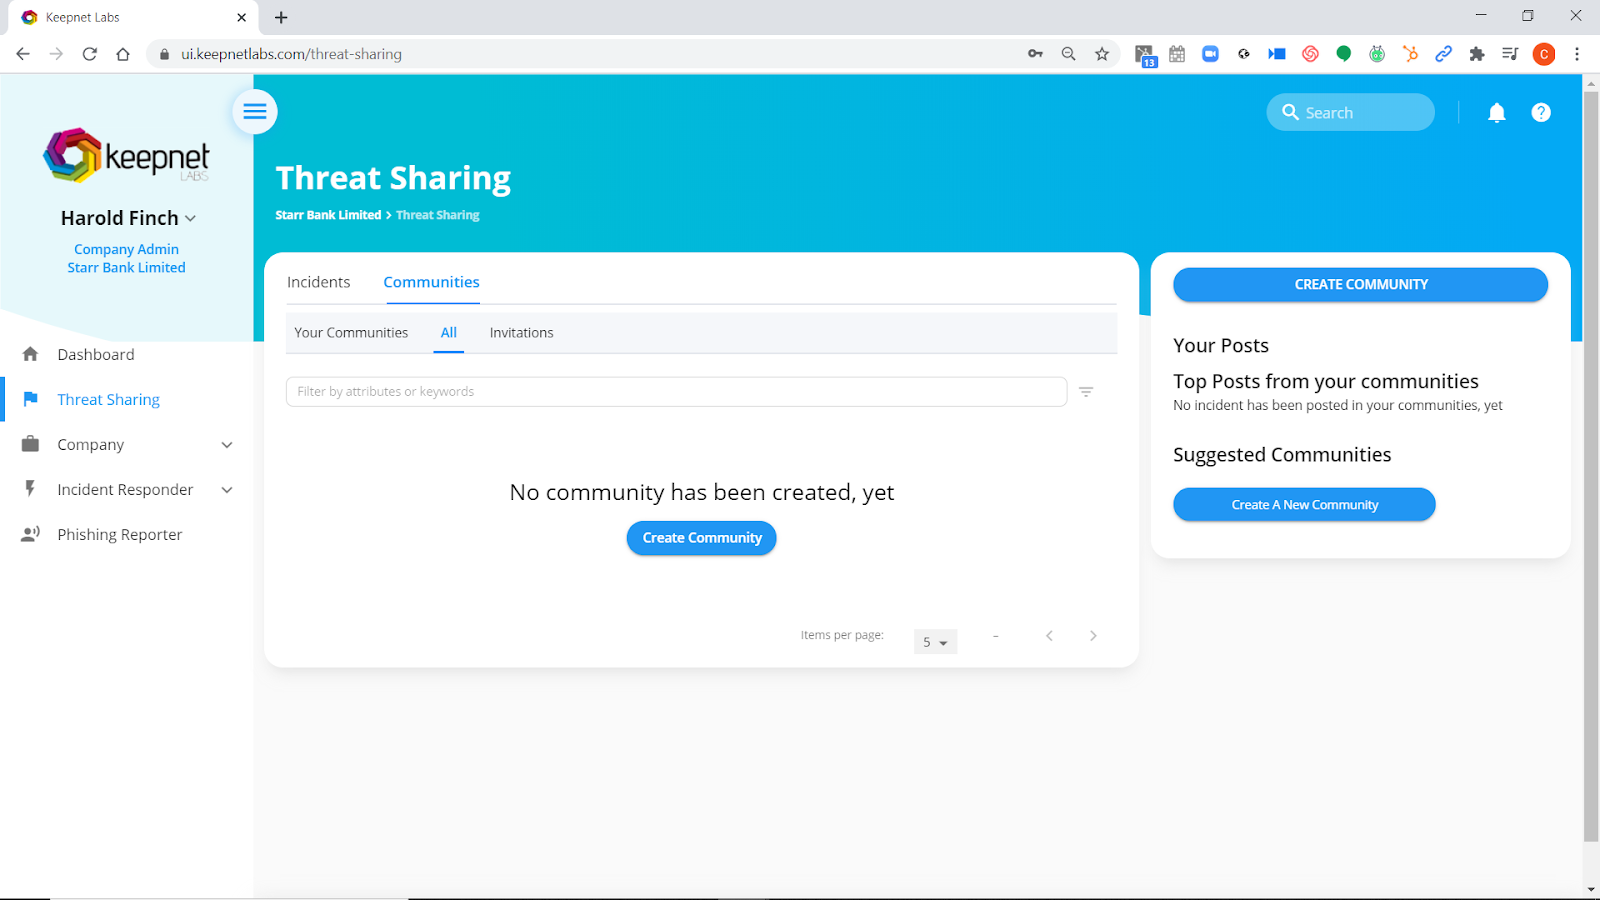 Keepnet Labs
ui.keepnetlabs.com/threat-sharing
13
C
keepnet
LABS
Harold Finch
Company Admin
Starr Bank Limited
Dashboard
Threat Sharing
Company
Incident Responder
Phishing Reporter
Search
Threat Sharing
Starr Bank Limited > Threat Sharing
Incidents Communities
Your Communities All Invitations
Filter by attributes or keywords
No community has been created, yet
Create Community
Items per page: 5 –
CREATE COMMUNITY
Your Posts
Top Posts from your communities
No incident has been posted in your communities, yet
Suggested Communities
Create A New Community